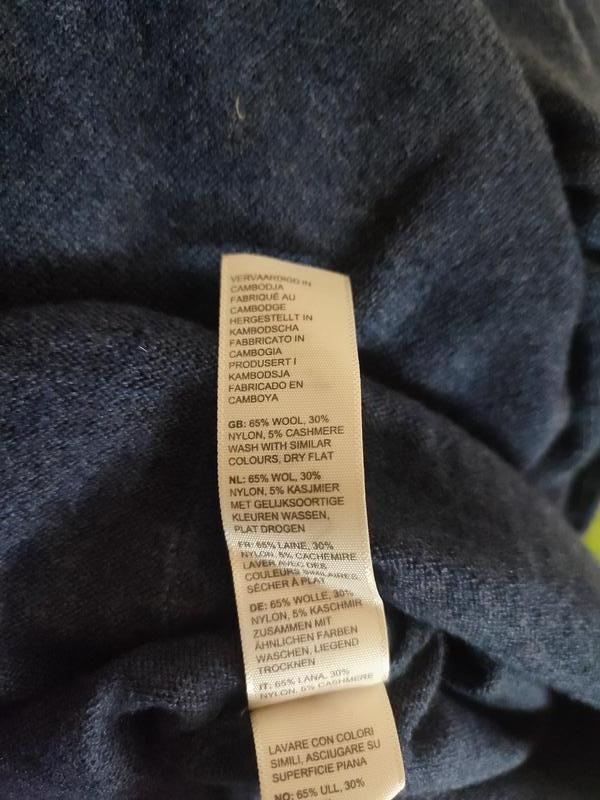 VERVAARDIGD IN
CAMBODJA
FABRIQUÉ AU
CAMBODGE
HERGESTELLT IN
KAMBODSCHA
FABBRICATO IN
CAMBOGIA
PRODUSERT I
KAMBODSJA
FABRICADO EN
CAMBOYA
GB: 65% WOOL, 30%
NYLON, 5% CASHMERE
WASH WITH SIMILAR
COLOURS, DRY FLAT
NL: 65% WOL, 30%
NYLON, 5% KASJMIER
MET GELIJKSOORTIGE
KLEUREN WASSEN,
PLAT DROGEN
FR: 65% LAINE, 30%
NYLON, 5% CACHEMIRE
LAVER AVEC DES
COULEURS SIMILAIRES,
SÉCHER À PLAT
DE: 65% WOLLE, 30%
NYLON, 5% KASCHMIR
ZUSAMMEN MIT
ÄHNLICHEN FARBEN
WASCHEN, LIEGEND
TROCKNEN
IT: 65% LANA, 30%
NYLON, 5% CASHMERE
LAVARE CON COLORI
SIMILI, ASCIUGARE SU
SUPERFICIE PIANA
NO: 65% ULL, 30%